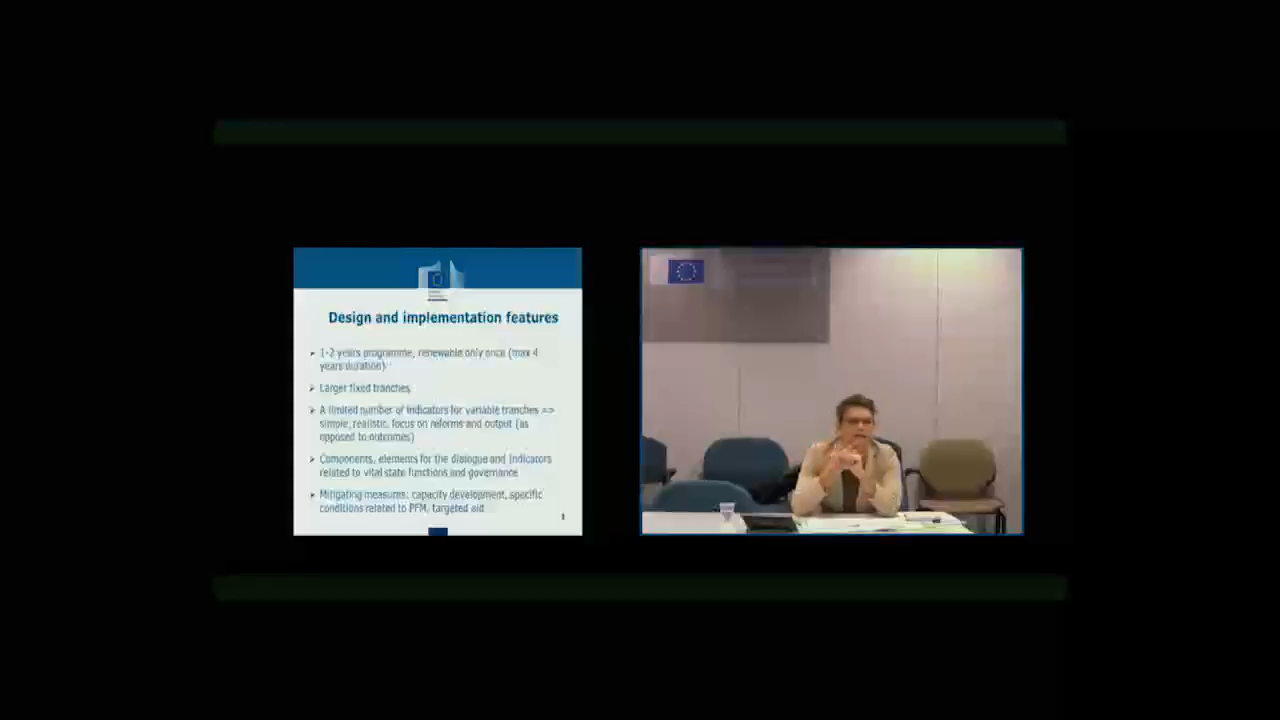 Design and implementation features
➢ 1-2 years programme, renewable only once (max 4
years duration)
➢ Larger fixed tranches
➢ A limited number of indicators for variable tranches =>
simple, realistic, focus on reforms and output (as
opposed to outcomes)
➢ Components, elements for the dialogue and indicators
related to vital state functions and governance
➢ Mitigating measures: capacity development, specific
conditions related to PFM, targeted aid